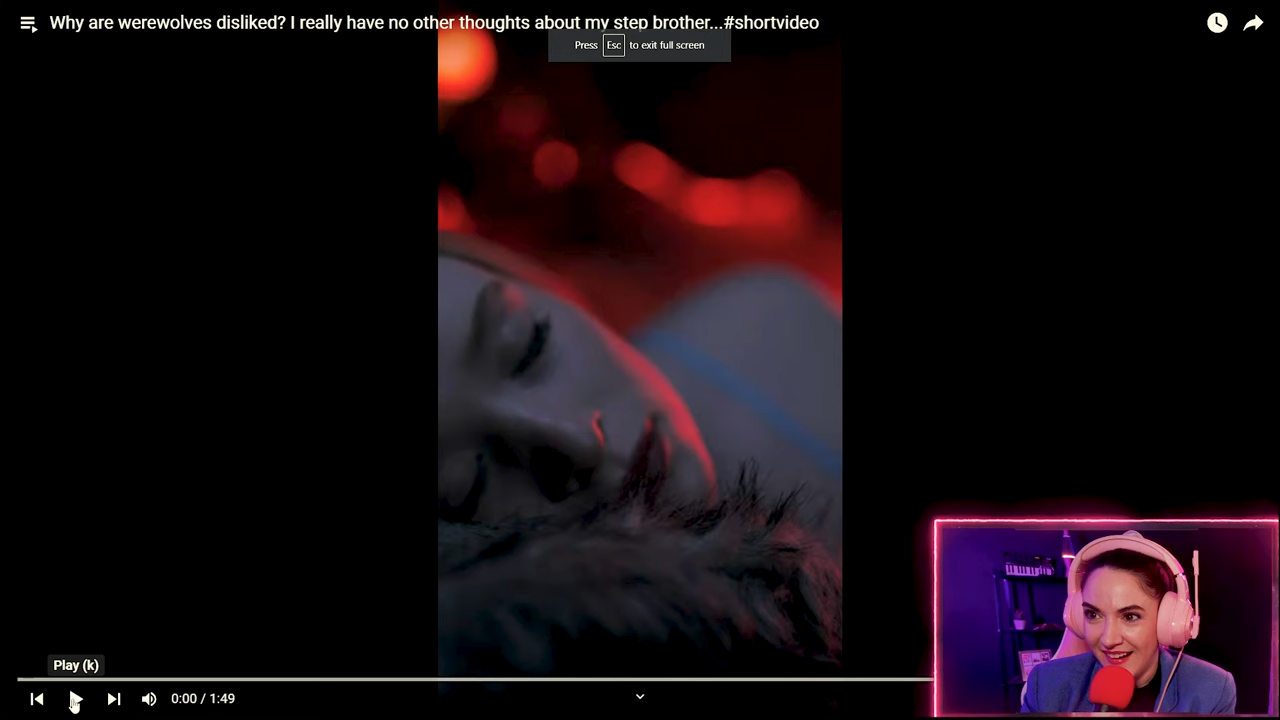 Why are werewolves disliked? I really have no other thoughts about my step brother...#shortvideo
Press Esc to exit full screen
Play (k)
0:00 / 1:49